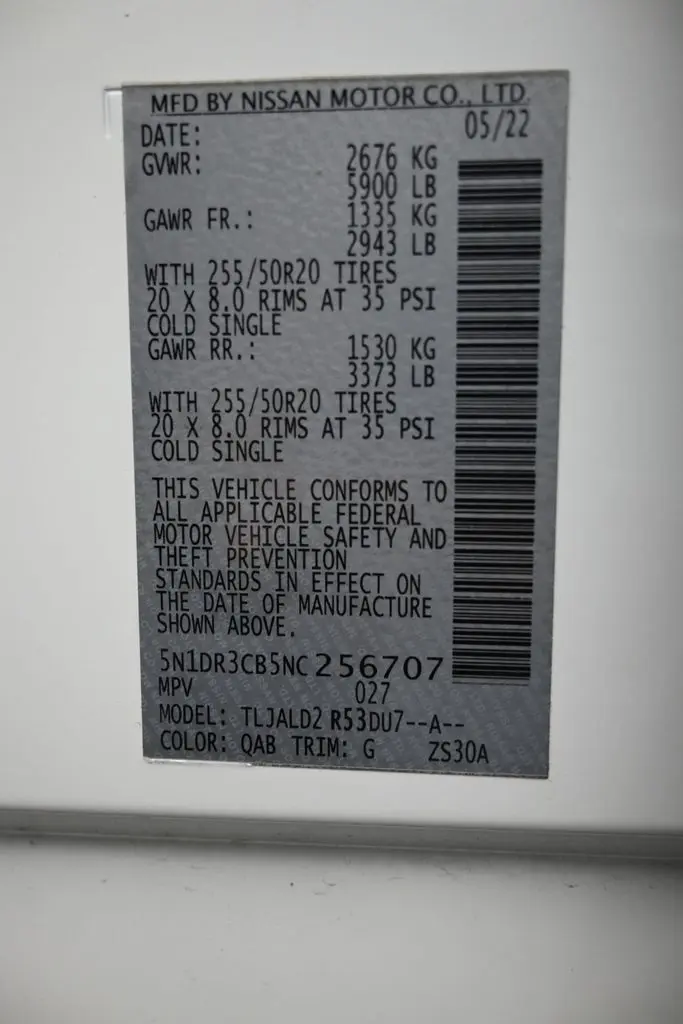 MFD BY NISSAN MOTOR CO., LTD.
DATE: 05/22
GVWR: 2676 KG
5900 LB
GAWR FR.: 1335 KG
2943 LB
WITH 255/50R20 TIRES
20 X 8.0 RIMS AT 35 PSI
COLD SINGLE
GAWR RR.: 1530 KG
3373 LB
WITH 255/50R20 TIRES
20 X 8.0 RIMS AT 35 PSI
COLD SINGLE
THIS VEHICLE CONFORMS TO
ALL APPLICABLE FEDERAL
MOTOR VEHICLE SAFETY AND
THEFT PREVENTION
STANDARDS IN EFFECT ON
THE DATE OF MANUFACTURE
SHOWN ABOVE.
5N1DR3CB5NC256707
MPV 027
MODEL: TLJALD2 R53DU7--A--
COLOR: QAB TRIM: G ZS30A